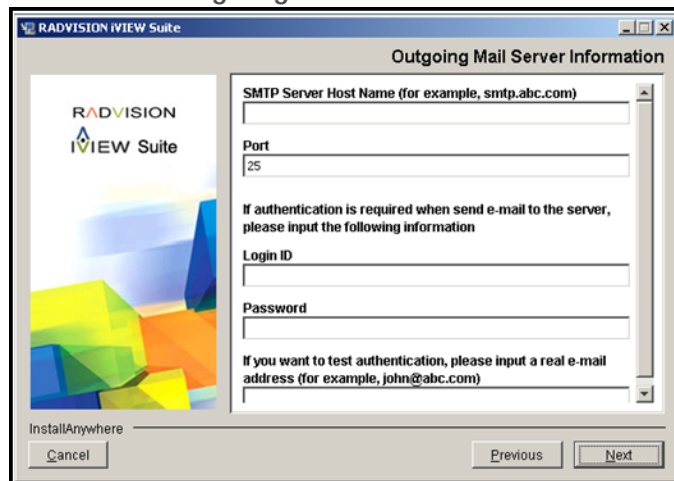 RADVISION iVIEW Suite
Outgoing Mail Server Information
RADVISION
iVIEW Suite
SMTP Server Host Name (for example, smtp.abc.com)
Port
25
If authentication is required when send e-mail to the server,
please input the following information
Login ID
Password
If you want to test authentication, please input a real e-mail
address (for example, john@abc.com)
InstallAnywhere
Cancel
Previous
Next